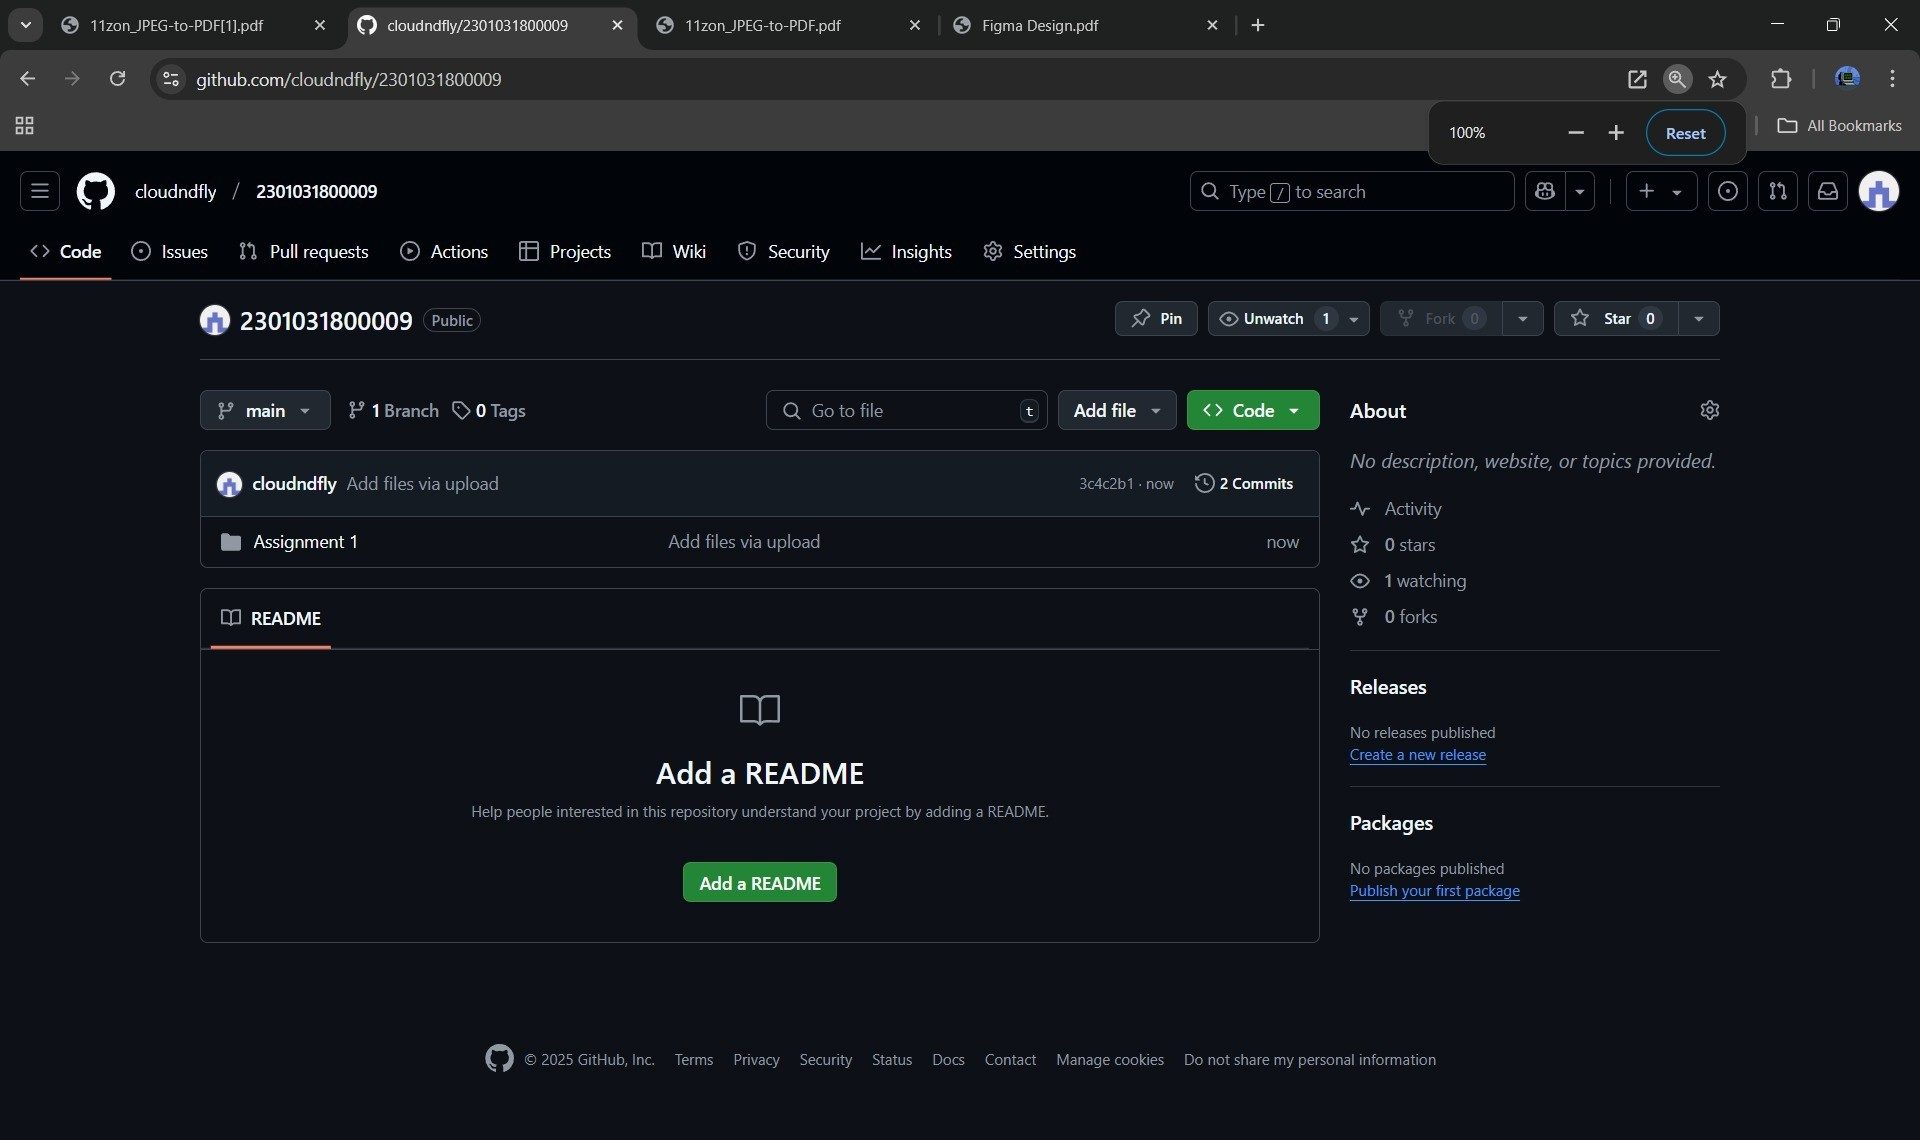 11zon_JPEG-to-PDF[1].pdf
cloudndfly/2301031800009
11zon_JPEG-to-PDF.pdf
Figma Design.pdf
github.com/cloudndfly/2301031800009
100%
Reset
All Bookmarks
cloudndfly / 2301031800009
Type / to search
Code
Issues
Pull requests
Actions
Projects
Wiki
Security
Insights
Settings
2301031800009 Public
Pin
Unwatch 1
Fork 0
Star 0
main
1 Branch
0 Tags
Go to file t
Add file
Code
About
No description, website, or topics provided.
cloudndfly Add files via upload
3c4c2b1 · now
2 Commits
Assignment 1 Add files via upload now
Activity
0 stars
1 watching
0 forks
README
Add a README
Help people interested in this repository understand your project by adding a README.
Add a README
Releases
No releases published
Create a new release
Packages
No packages published
Publish your first package
© 2025 GitHub, Inc. Terms Privacy Security Status Docs Contact Manage cookies Do not share my personal information